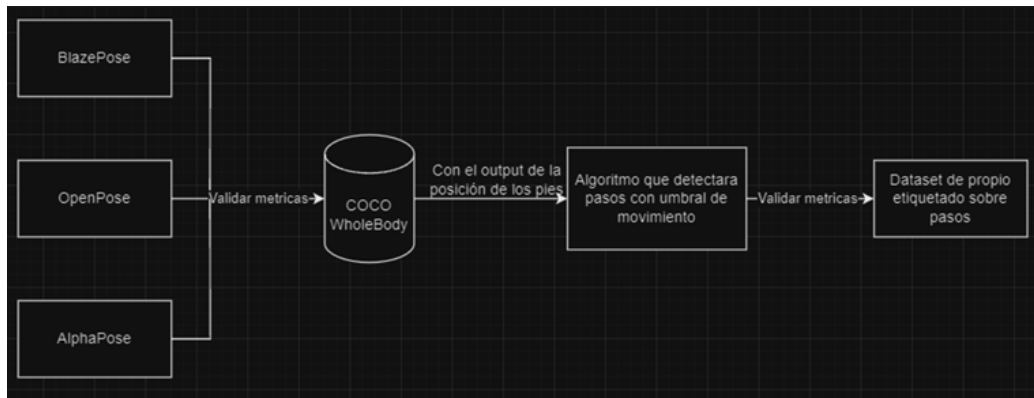 BlazePose
OpenPose
AlphaPose
Validar metricas
COCO
WholeBody
Con el output de la
posición de los pies
Algoritmo que detectara
pasos con umbral de
movimiento
Validar metricas
Dataset de propio
etiquetado sobre
pasos